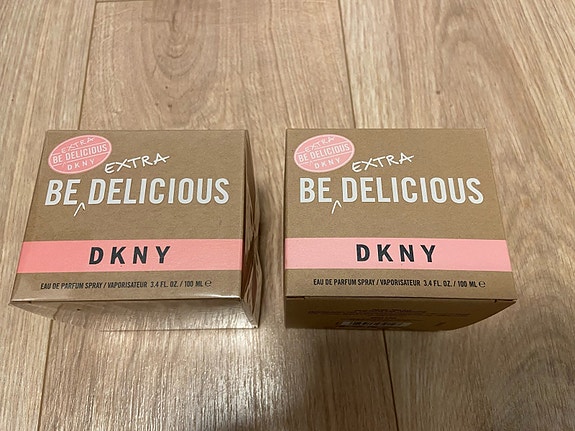 EXTRA
BE DELICIOUS
DKNY
EXTRA
BE DELICIOUS
DKNY
EAU DE PARFUM SPRAY / VAPORISATEUR 3.4 FL. OZ. / 100 ML ℮
EXTRA
BE DELICIOUS
DKNY
EXTRA
BE DELICIOUS
DKNY
EAU DE PARFUM SPRAY / VAPORISATEUR 3.4 FL. OZ. / 100 ML ℮